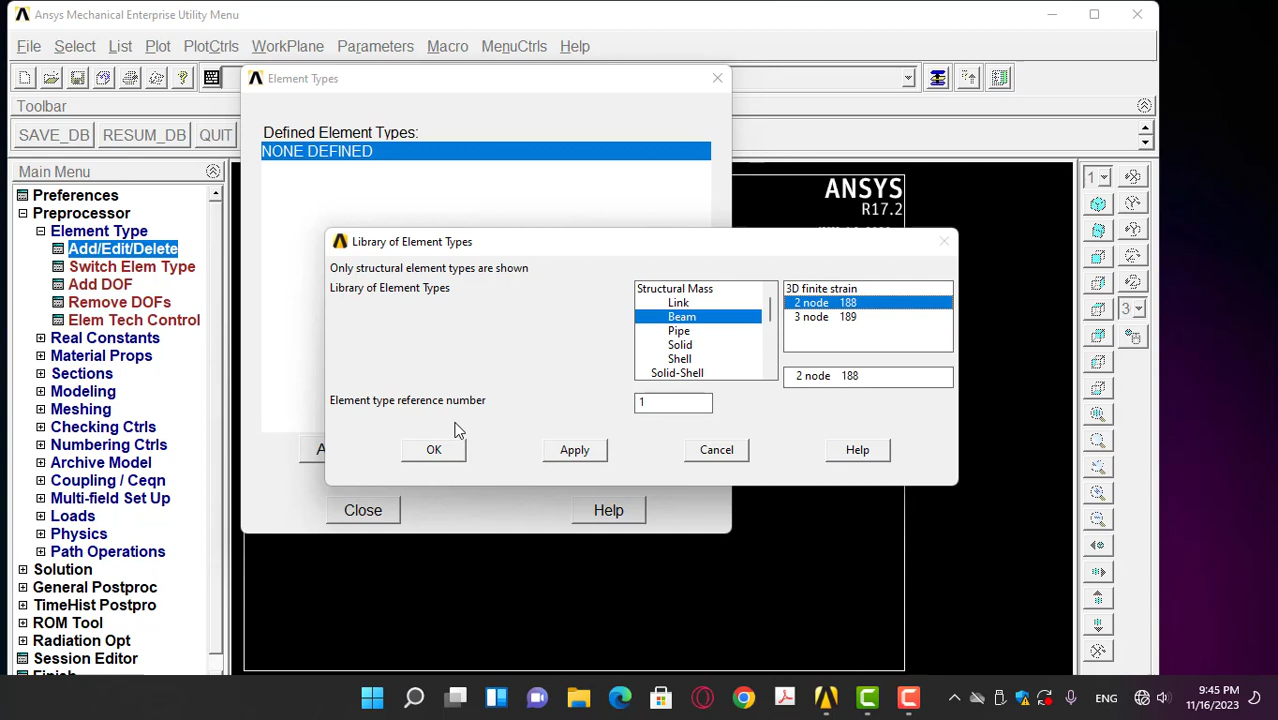 Ansys Mechanical Enterprise Utility Menu
File Select List Plot PlotCtrls WorkPlane Parameters Macro MenuCtrls Help
Element Types
Toolbar
SAVE_DB RESUM_DB QUIT
Defined Element Types:
NONE DEFINED
Main Menu
Preferences
Preprocessor
Element Type
Add/Edit/Delete
Switch Elem Type
Add DOF
Remove DOFs
Elem Tech Control
Real Constants
Material Props
Sections
Modeling
Meshing
Checking Ctrls
Numbering Ctrls
Archive Model
Coupling / Ceqn
Multi-field Set Up
Loads
Physics
Path Operations
Solution
General Postproc
TimeHist Postpro
ROM Tool
Radiation Opt
Session Editor
ANSYS
R17.2
1
3
Library of Element Types
Only structural element types are shown
Library of Element Types
Structural Mass
Link
Beam
Pipe
Solid
Shell
Solid-Shell
3D finite strain
2 node 188
3 node 189
2 node 188
Element type reference number
1
OK Apply Cancel Help
A
Close Help
ENG
9:45 PM
11/16/2023